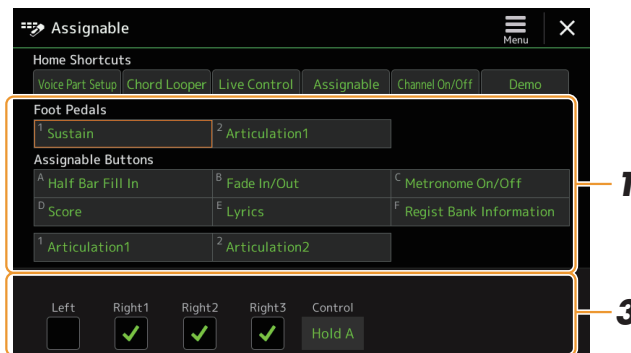 Assignable
Menu
Home Shortcuts
Voice Part Setup Chord Looper Live Control Assignable Channel On/Off Demo
Foot Pedals
1 Sustain 2 Articulation1
Assignable Buttons
A Half Bar Fill In B Fade In/Out C Metronome On/Off
D Score E Lyrics F Regist Bank Information
1 Articulation1 2 Articulation2
1
Left Right1 Right2 Right3 Control
Hold A
3